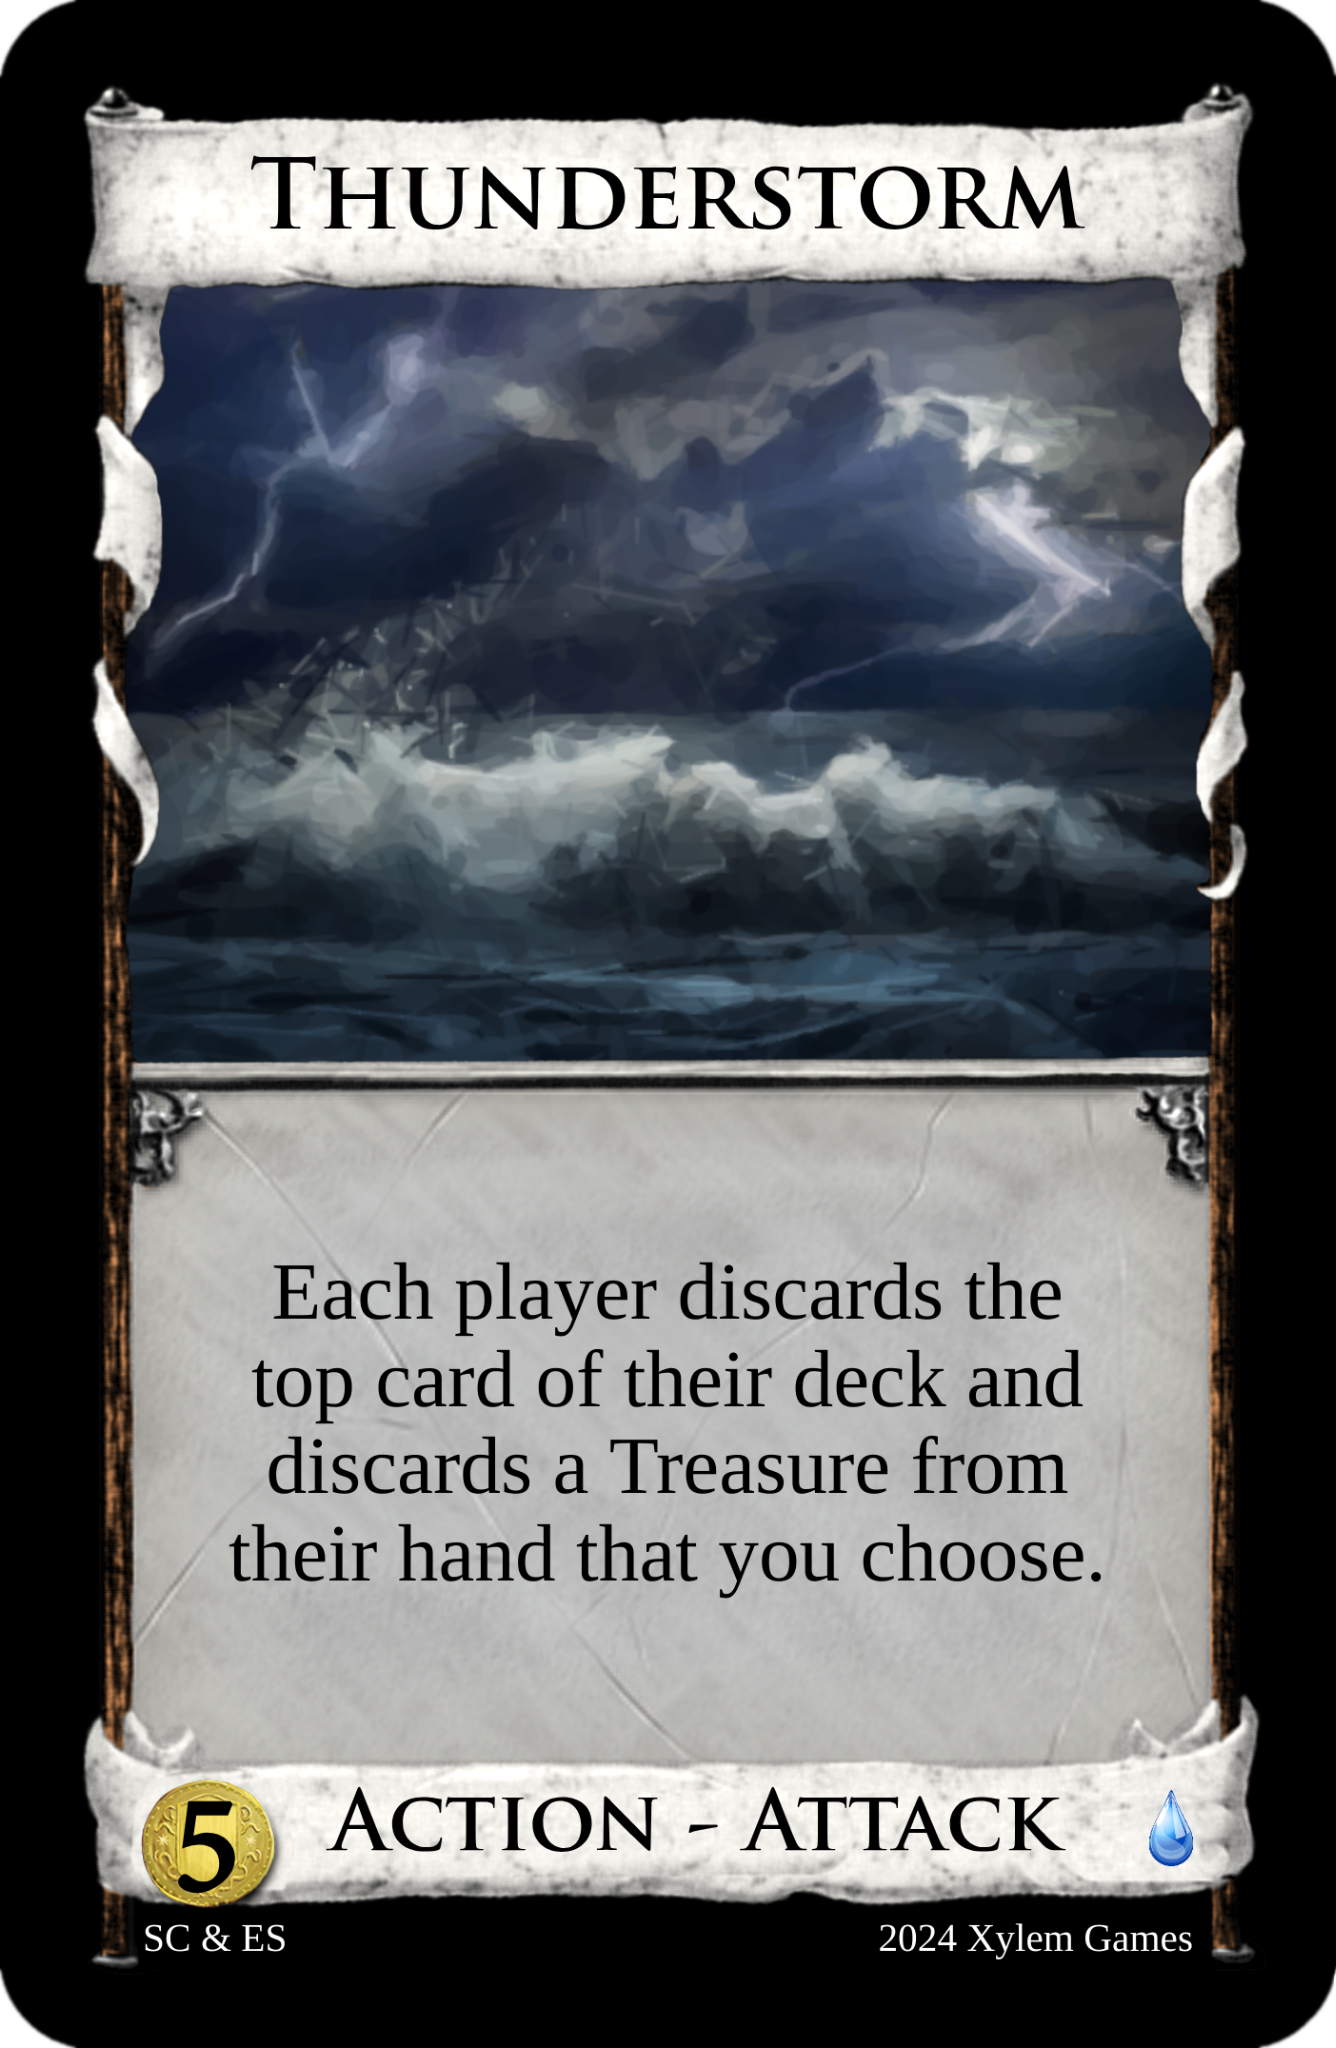 Thunderstorm
Each player discards the
top card of their deck and
discards a Treasure from
their hand that you choose.
5
Action - Attack
SC & ES
2024 Xylem Games